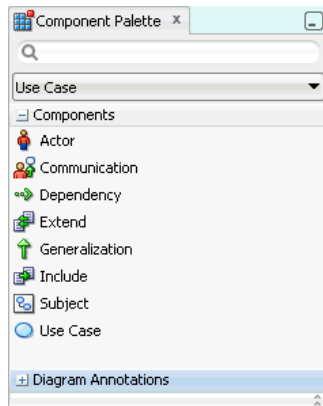 Component Palette
Use Case
Components
Actor
Communication
Dependency
Extend
Generalization
Include
Subject
Use Case
Diagram Annotations